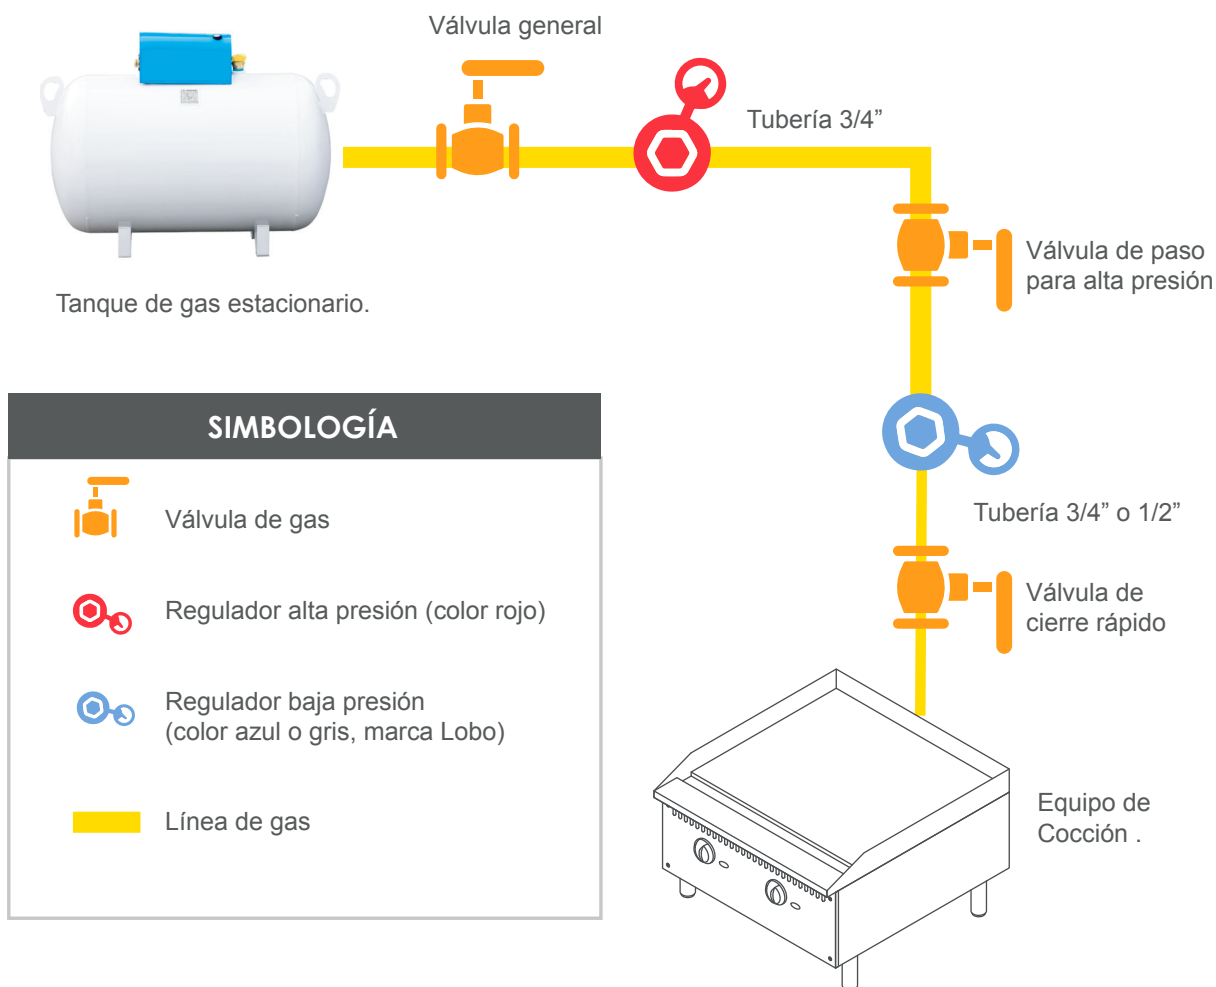 Válvula general
Tubería 3/4”
Válvula de paso
para alta presión
Tanque de gas estacionario.
SIMBOLOGÍA
Válvula de gas
Regulador alta presión (color rojo)
Regulador baja presión
(color azul o gris, marca Lobo)
Línea de gas
Tubería 3/4” o 1/2”
Válvula de
cierre rápido
Equipo de
Cocción .